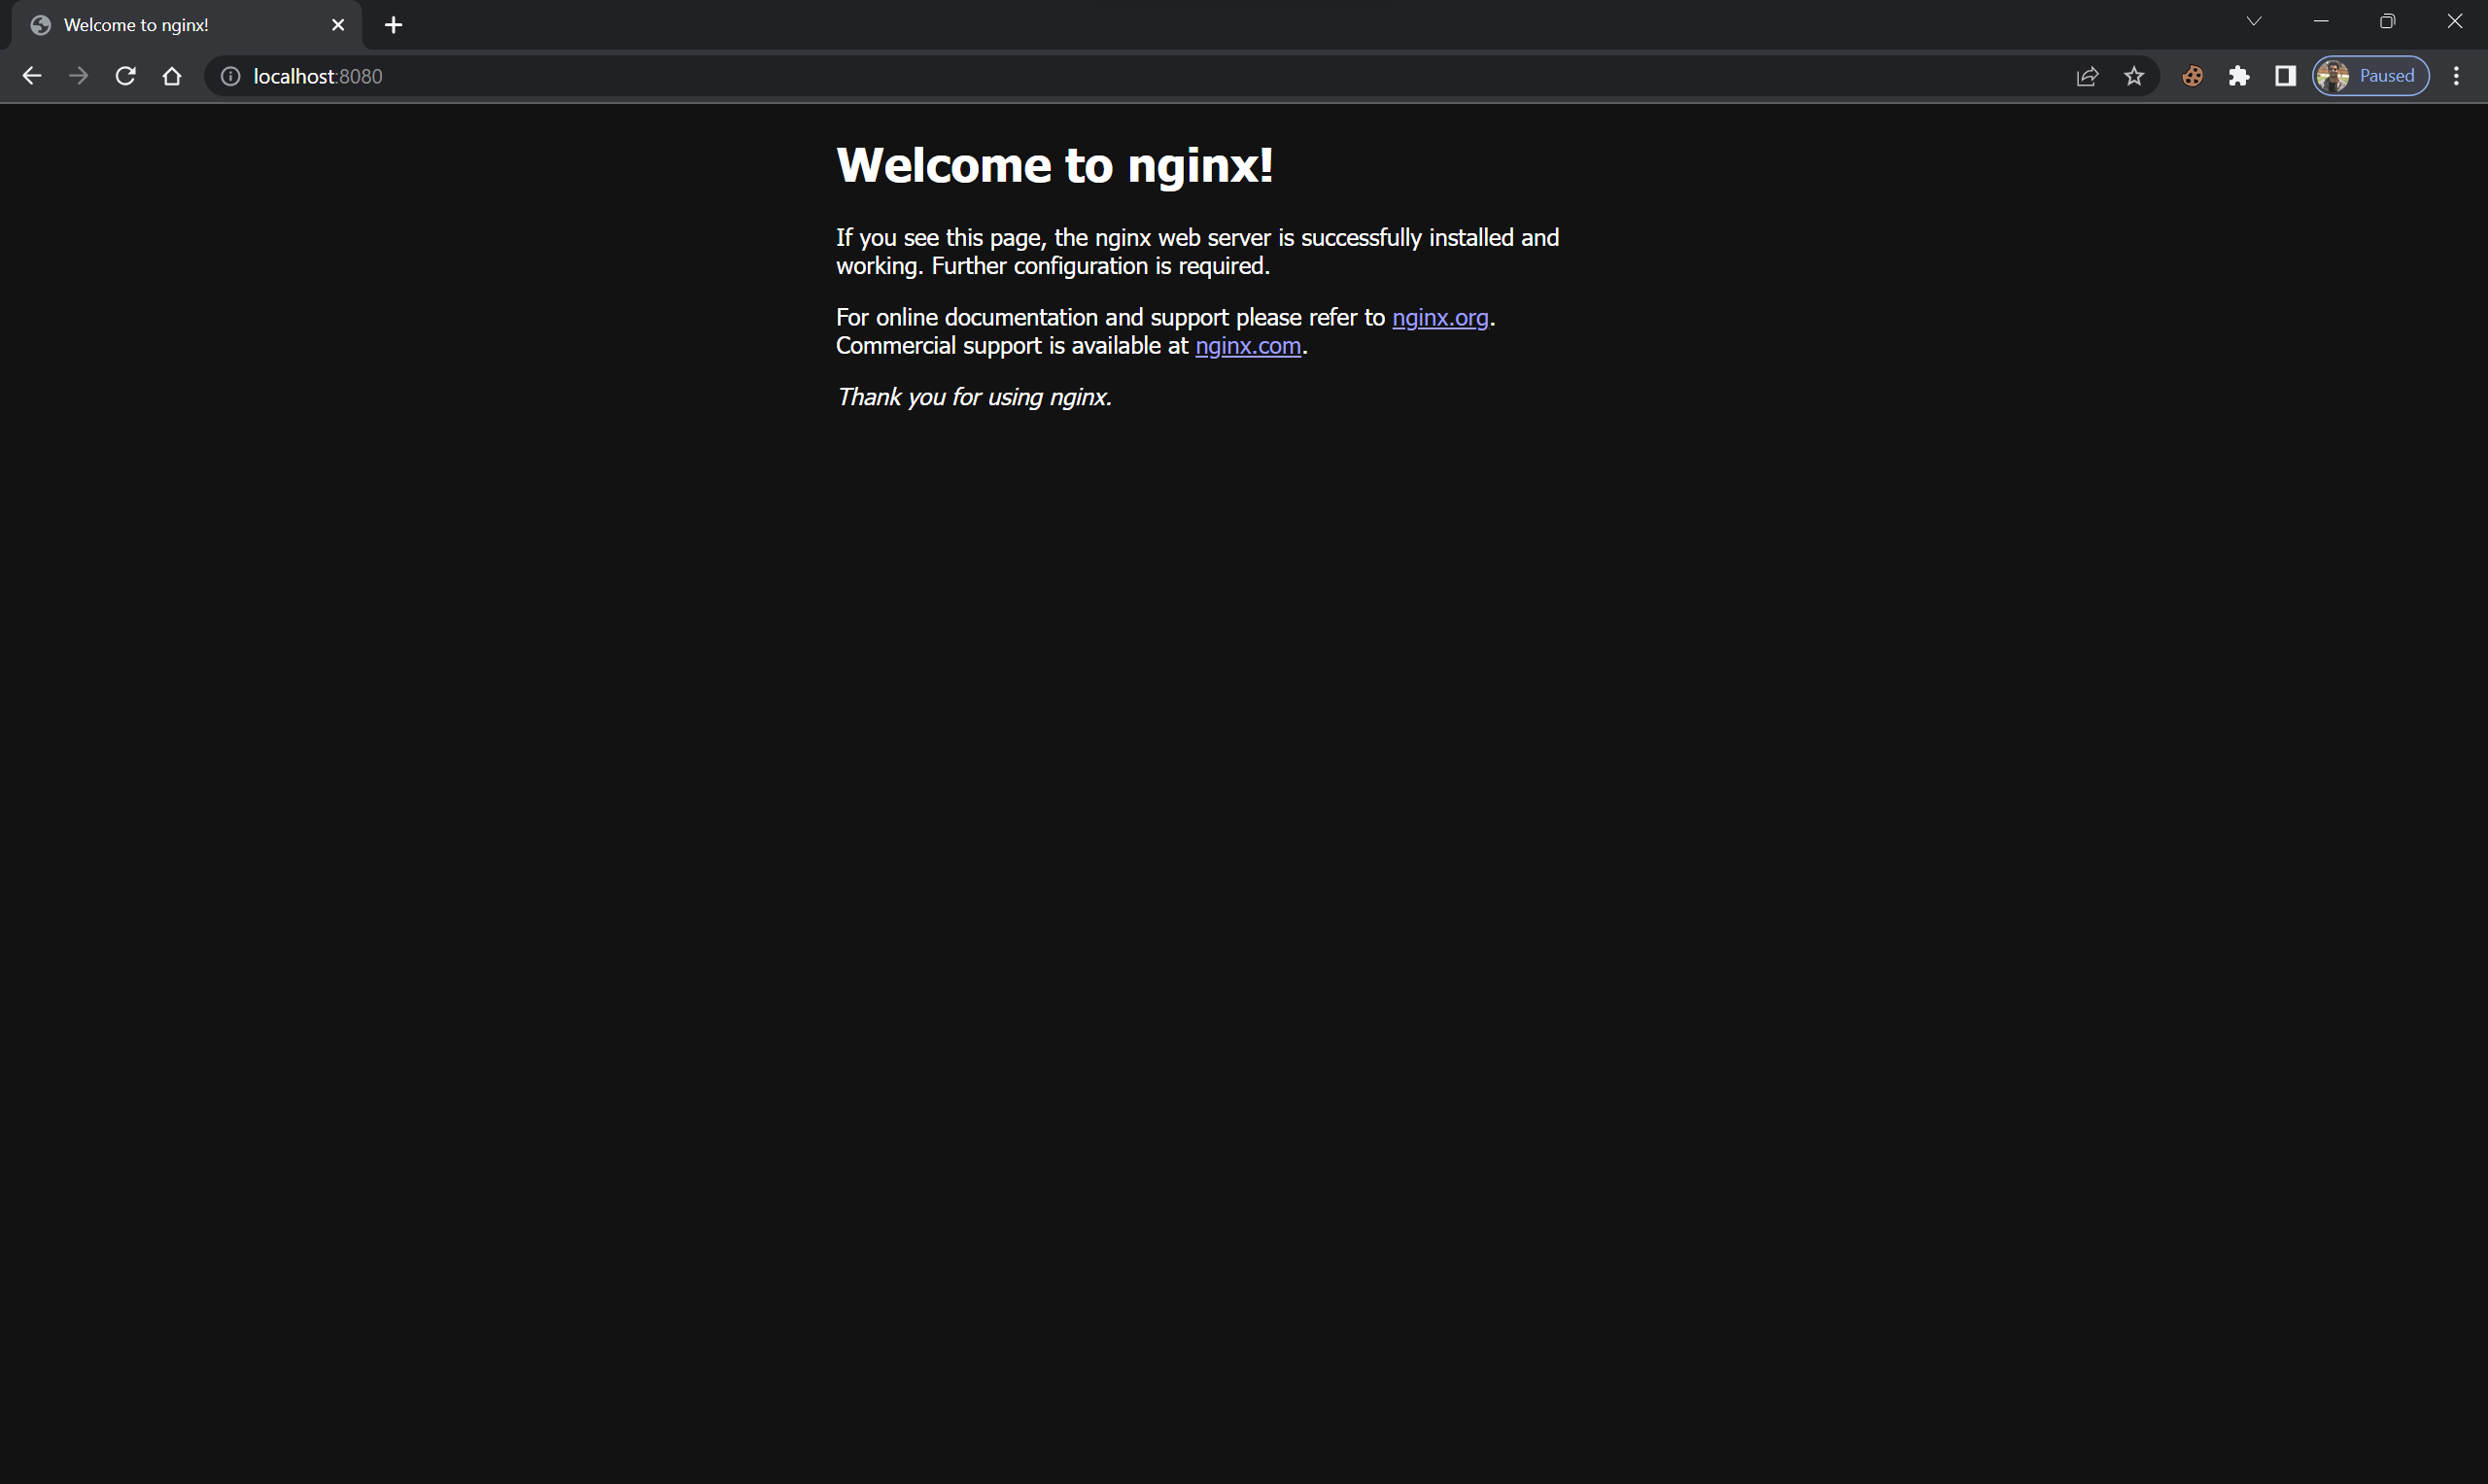 Welcome to nginx!
localhost:8080
Paused
Welcome to nginx!
If you see this page, the nginx web server is successfully installed and
working. Further configuration is required.
For online documentation and support please refer to nginx.org.
Commercial support is available at nginx.com.
Thank you for using nginx.